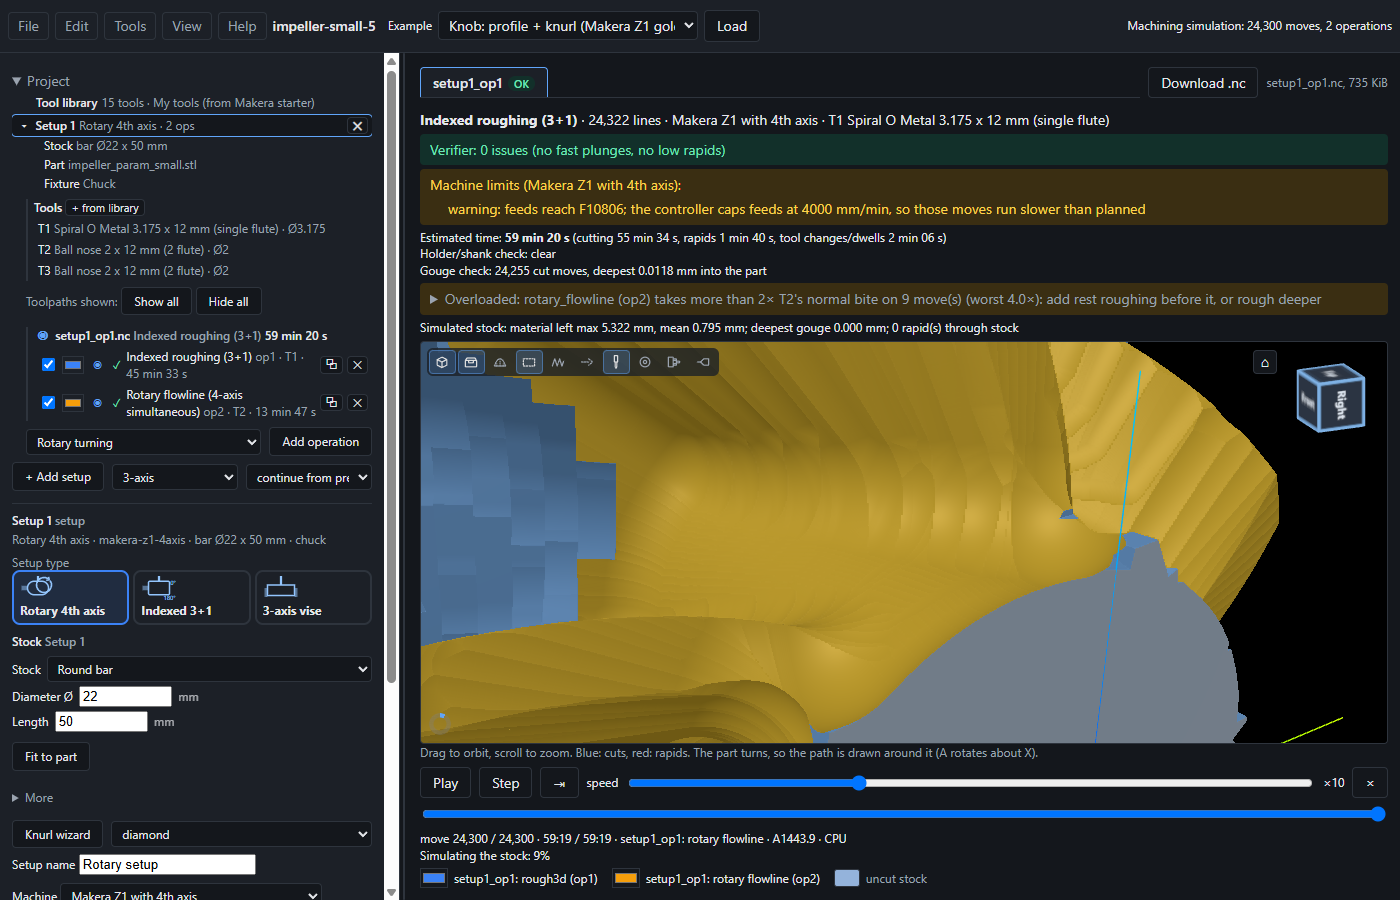 File Edit Tools View Help impeller-small-5 Example Knob: profile + knurl (Makera Z1 gol Load Machining simulation: 24,300 moves, 2 operations
Project
Tool library 15 tools · My tools (from Makera starter)
Setup 1 Rotary 4th axis · 2 ops
Stock bar Ø22 x 50 mm
Part impeller_param_small.stl
Fixture Chuck
Tools + from library
T1 Spiral O Metal 3.175 x 12 mm (single flute) · Ø3.175
T2 Ball nose 2 x 12 mm (2 flute) · Ø2
T3 Ball nose 2 x 12 mm (2 flute) · Ø2
Toolpaths shown: Show all Hide all
setup1_op1.nc Indexed roughing (3+1) 59 min 20 s
Indexed roughing (3+1) op1 · T1 ·
45 min 33 s
Rotary flowline (4-axis
simultaneous) op2 · T2 · 13 min 47 s
Rotary turning Add operation
+ Add setup 3-axis continue from pre
Setup 1 setup
Rotary 4th axis · makera-z1-4axis · bar Ø22 x 50 mm · chuck
Setup type
Rotary 4th axis Indexed 3+1 3-axis vise
180°
Stock Setup 1
Stock Round bar
Diameter Ø 22 mm
Length 50 mm
Fit to part
More
Knurl wizard diamond
Setup name Rotary setup
Machine Makera Z1 with 4th axis
setup1_op1 OK Download .nc setup1_op1.nc, 735 KiB
Indexed roughing (3+1) · 24,322 lines · Makera Z1 with 4th axis · T1 Spiral O Metal 3.175 x 12 mm (single flute)
Verifier: 0 issues (no fast plunges, no low rapids)
Machine limits (Makera Z1 with 4th axis):
warning: feeds reach F10806; the controller caps feeds at 4000 mm/min, so those moves run slower than planned
Estimated time: 59 min 20 s (cutting 55 min 34 s, rapids 1 min 40 s, tool changes/dwells 2 min 06 s)
Holder/shank check: clear
Gouge check: 24,255 cut moves, deepest 0.0118 mm into the part
Overloaded: rotary_flowline (op2) takes more than 2× T2's normal bite on 9 move(s) (worst 4.0×): add rest roughing before it, or rough deeper
Simulated stock: material left max 5.322 mm, mean 0.795 mm; deepest gouge 0.000 mm; 0 rapid(s) through stock
Right
Drag to orbit, scroll to zoom. Blue: cuts, red: rapids. The part turns, so the path is drawn around it (A rotates about X).
Play Step ⇥ speed ×10 ×
move 24,300 / 24,300 · 59:19 / 59:19 · setup1_op1: rotary flowline · A1443.9 · CPU
Simulating the stock: 9%
setup1_op1: rough3d (op1) setup1_op1: rotary flowline (op2) uncut stock